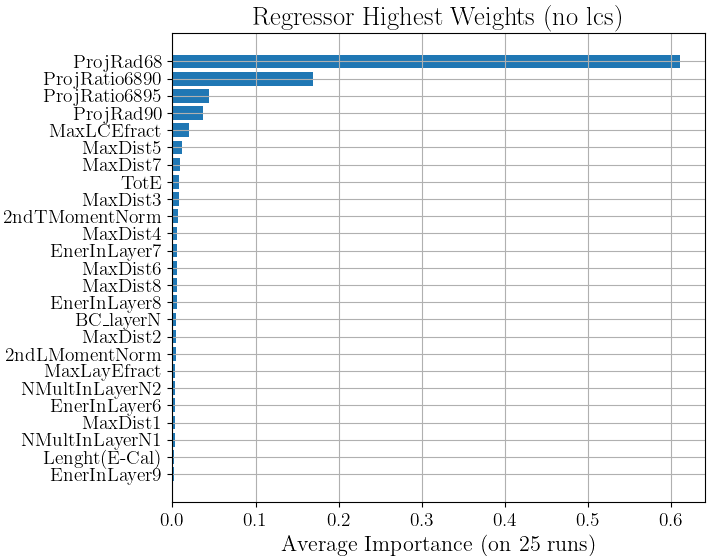 Regressor Highest Weights (no lcs)
ProjRad68
ProjRatio6890
ProjRatio6895
ProjRad90
MaxLCEfract
MaxDist5
MaxDist7
TotE
MaxDist3
2ndTMomentNorm
MaxDist4
EnerInLayer7
MaxDist6
MaxDist8
EnerInLayer8
BC_layerN
MaxDist2
2ndLMomentNorm
MaxLayEfract
NMultInLayerN2
EnerInLayer6
MaxDist1
NMultInLayerN1
Lenght(E-Cal)
EnerInLayer9
0.0 0.1 0.2 0.3 0.4 0.5 0.6
Average Importance (on 25 runs)